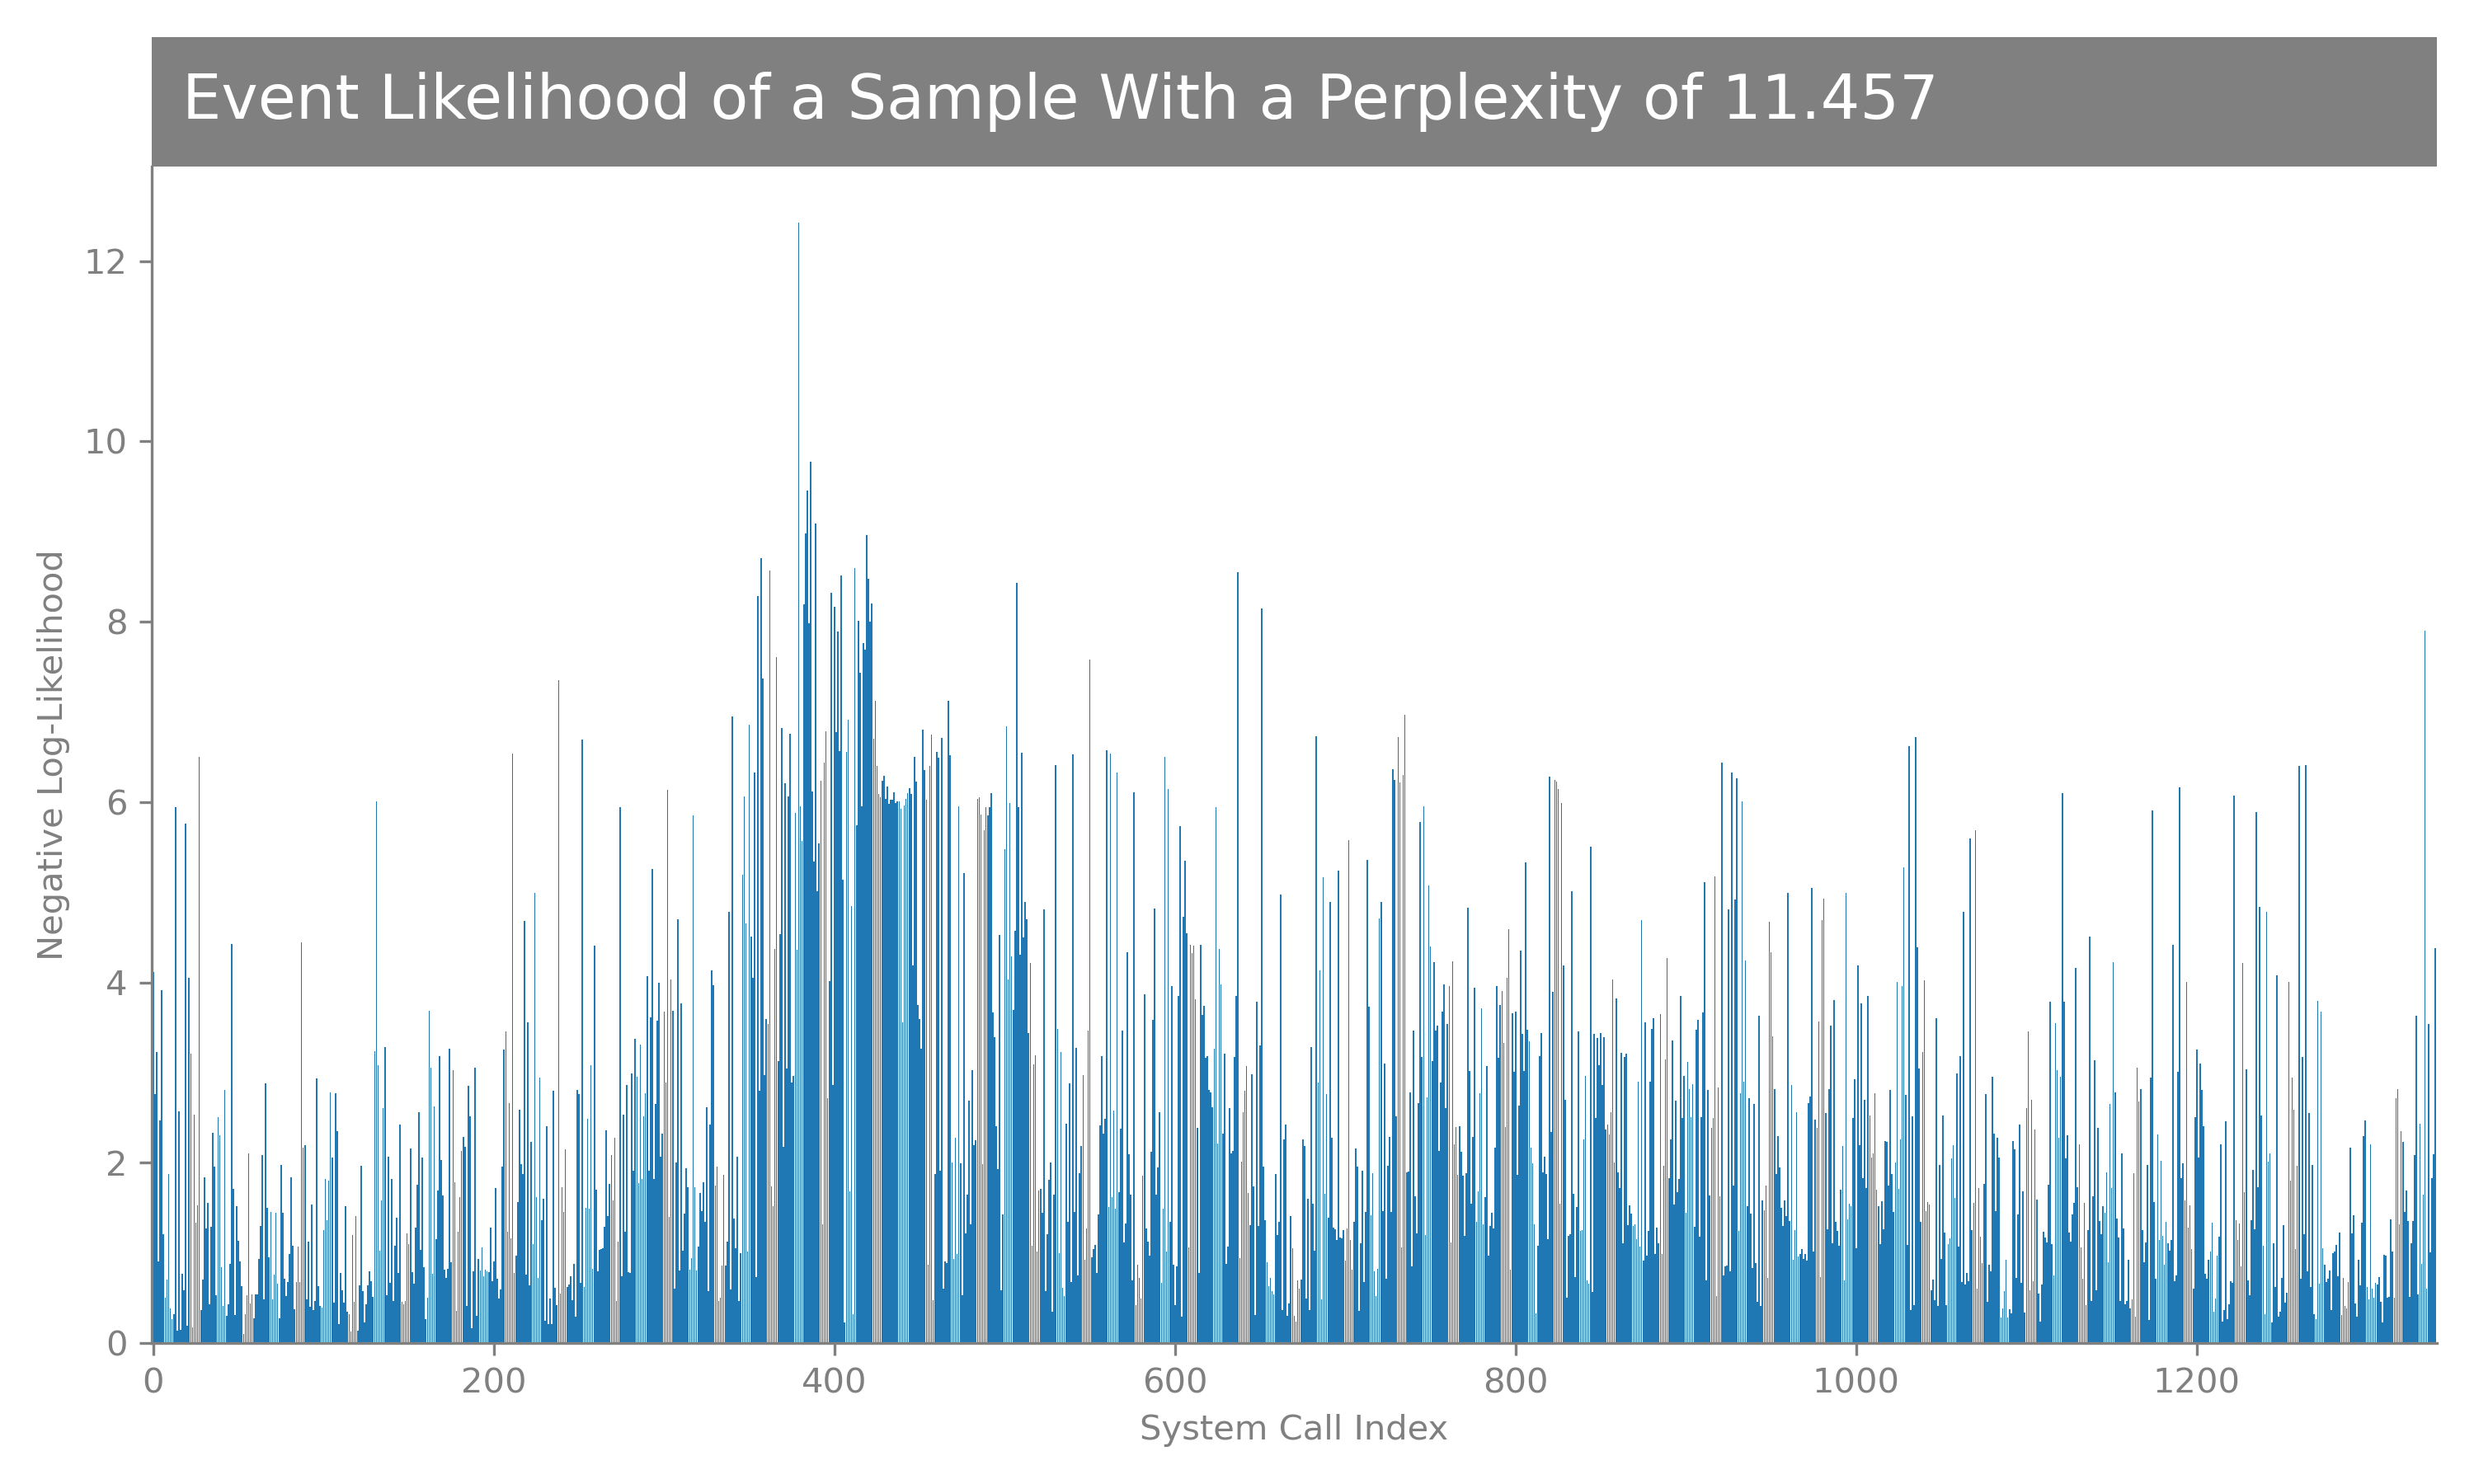 Event Likelihood of a Sample With a Perplexity of 11.457
12
10
8
6
4
2
0
Negative Log-Likelihood
0 200 400 600 800 1000 1200
System Call Index